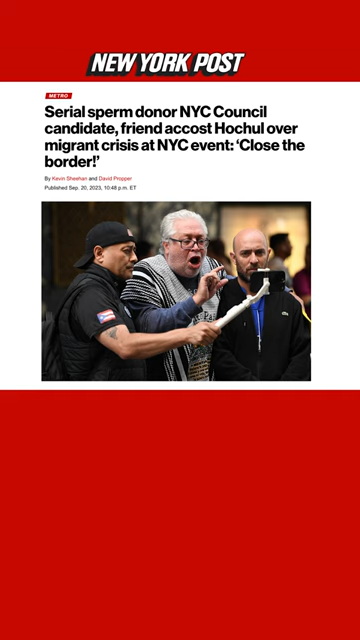 NEW YORK POST
METRO
Serial sperm donor NYC Council
candidate, friend accost Hochul over
migrant crisis at NYC event: ‘Close the
border!’
By Kevin Sheehan and David Propper
Published Sep. 20, 2023, 10:48 p.m. ET